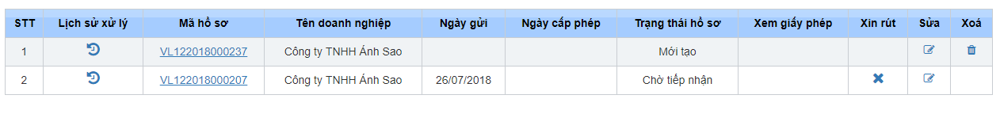 STT Lịch sử xử lý Mã hồ sơ Tên doanh nghiệp Ngày gửi Ngày cấp phép Trạng thái hồ sơ Xem giấy phép Xin rút Sửa Xoá
1 VL122018000237 Công ty TNHH Ánh Sao Mới tạo
2 VL122018000207 Công ty TNHH Ánh Sao 26/07/2018 Chờ tiếp nhận